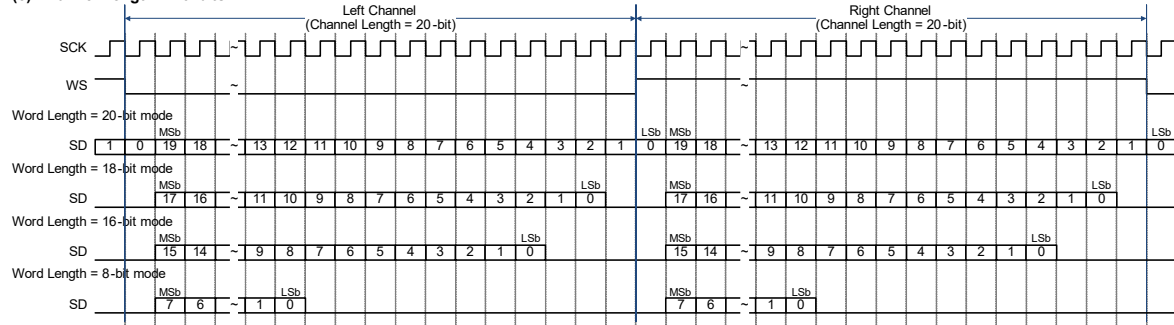 Left Channel
(Channel Length = 20-bit)
Right Channel
(Channel Length = 20-bit)
SCK ~ ~
WS ~ ~
Word Length = 20-bit mode
MSb LSb MSb LSb
SD 1 0 19 18 ~ 13 12 11 10 9 8 7 6 5 4 3 2 1 0 19 18 ~ 13 12 11 10 9 8 7 6 5 4 3 2 1 0
Word Length = 18-bit mode
MSb LSb MSb LSb
SD 17 16 ~ 11 10 9 8 7 6 5 4 3 2 1 0 17 16 ~ 11 10 9 8 7 6 5 4 3 2 1 0
Word Length = 16-bit mode
MSb LSb MSb LSb
SD 15 14 ~ 9 8 7 6 5 4 3 2 1 0 15 14 ~ 9 8 7 6 5 4 3 2 1 0
Word Length = 8-bit mode
MSb LSb MSb LSb
SD 7 6 ~ 1 0 7 6 ~ 1 0